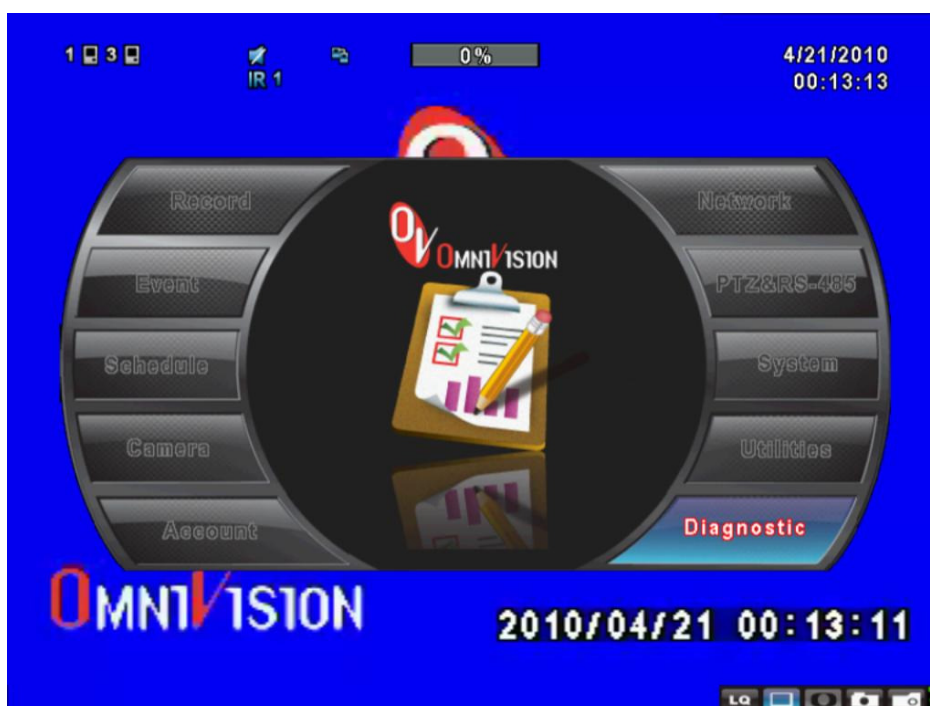 1 3 0% 4/21/2010
IR 1 00:13:13
Record Network
OV OMNIVISION
Event PTZ&RS-485
Schedule System
Camera Utilities
Account Diagnostic
OMNIVISION
2010/04/21 00:13:11
LQ